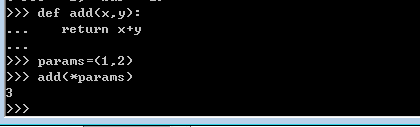 >>> def add(x,y):
...    return x+y
...
>>> params=(1,2)
>>> add(*params)
3
>>>